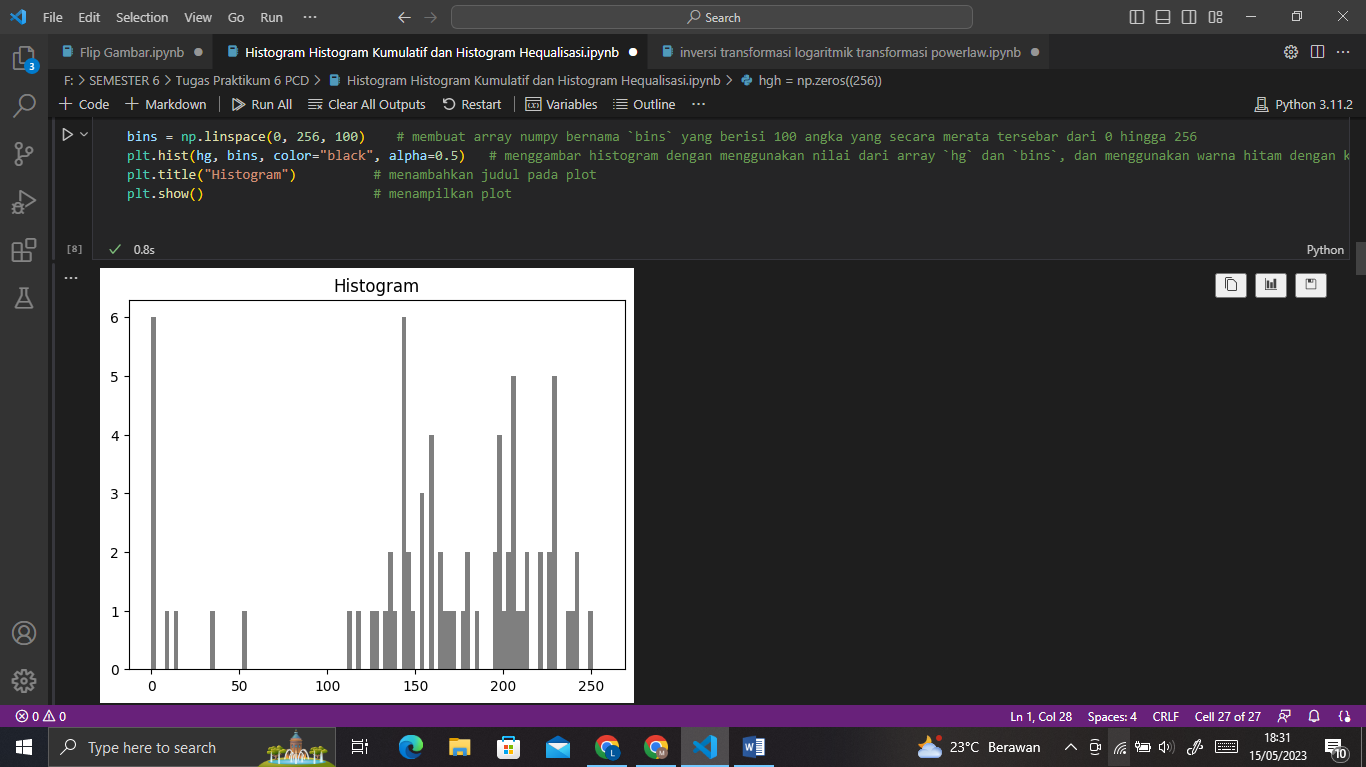 File Edit Selection View Go Run ··· Search
3
Flip Gambar.ipynb Histogram Histogram Kumulatif dan Histogram Hequalisasi.ipynb inversi transformasi logaritmik transformasi powerlaw.ipynb
F: > SEMESTER 6 > Tugas Praktikum 6 PCD > Histogram Histogram Kumulatif dan Histogram Hequalisasi.ipynb > hgh = np.zeros((256))
+ Code + Markdown Run All Clear All Outputs Restart Variables Outline ··· Python 3.11.2
bins = np.linspace(0, 256, 100) # membuat array numpy bernama `bins` yang berisi 100 angka yang secara merata tersebar dari 0 hingga 256
plt.hist(hg, bins, color="black", alpha=0.5) # menggambar histogram dengan menggunakan nilai dari array `hg` dan `bins`, dan menggunakan warna hitam dengan k
plt.title("Histogram") # menambahkan judul pada plot
plt.show() # menampilkan plot
[8] 0.8s Python
Histogram
6
5
4
3
2
1
0
0 50 100 150 200 250
0 0 Ln 1, Col 28 Spaces: 4 CRLF Cell 27 of 27
Type here to search 23°C Berawan 18:31
15/05/2023 10